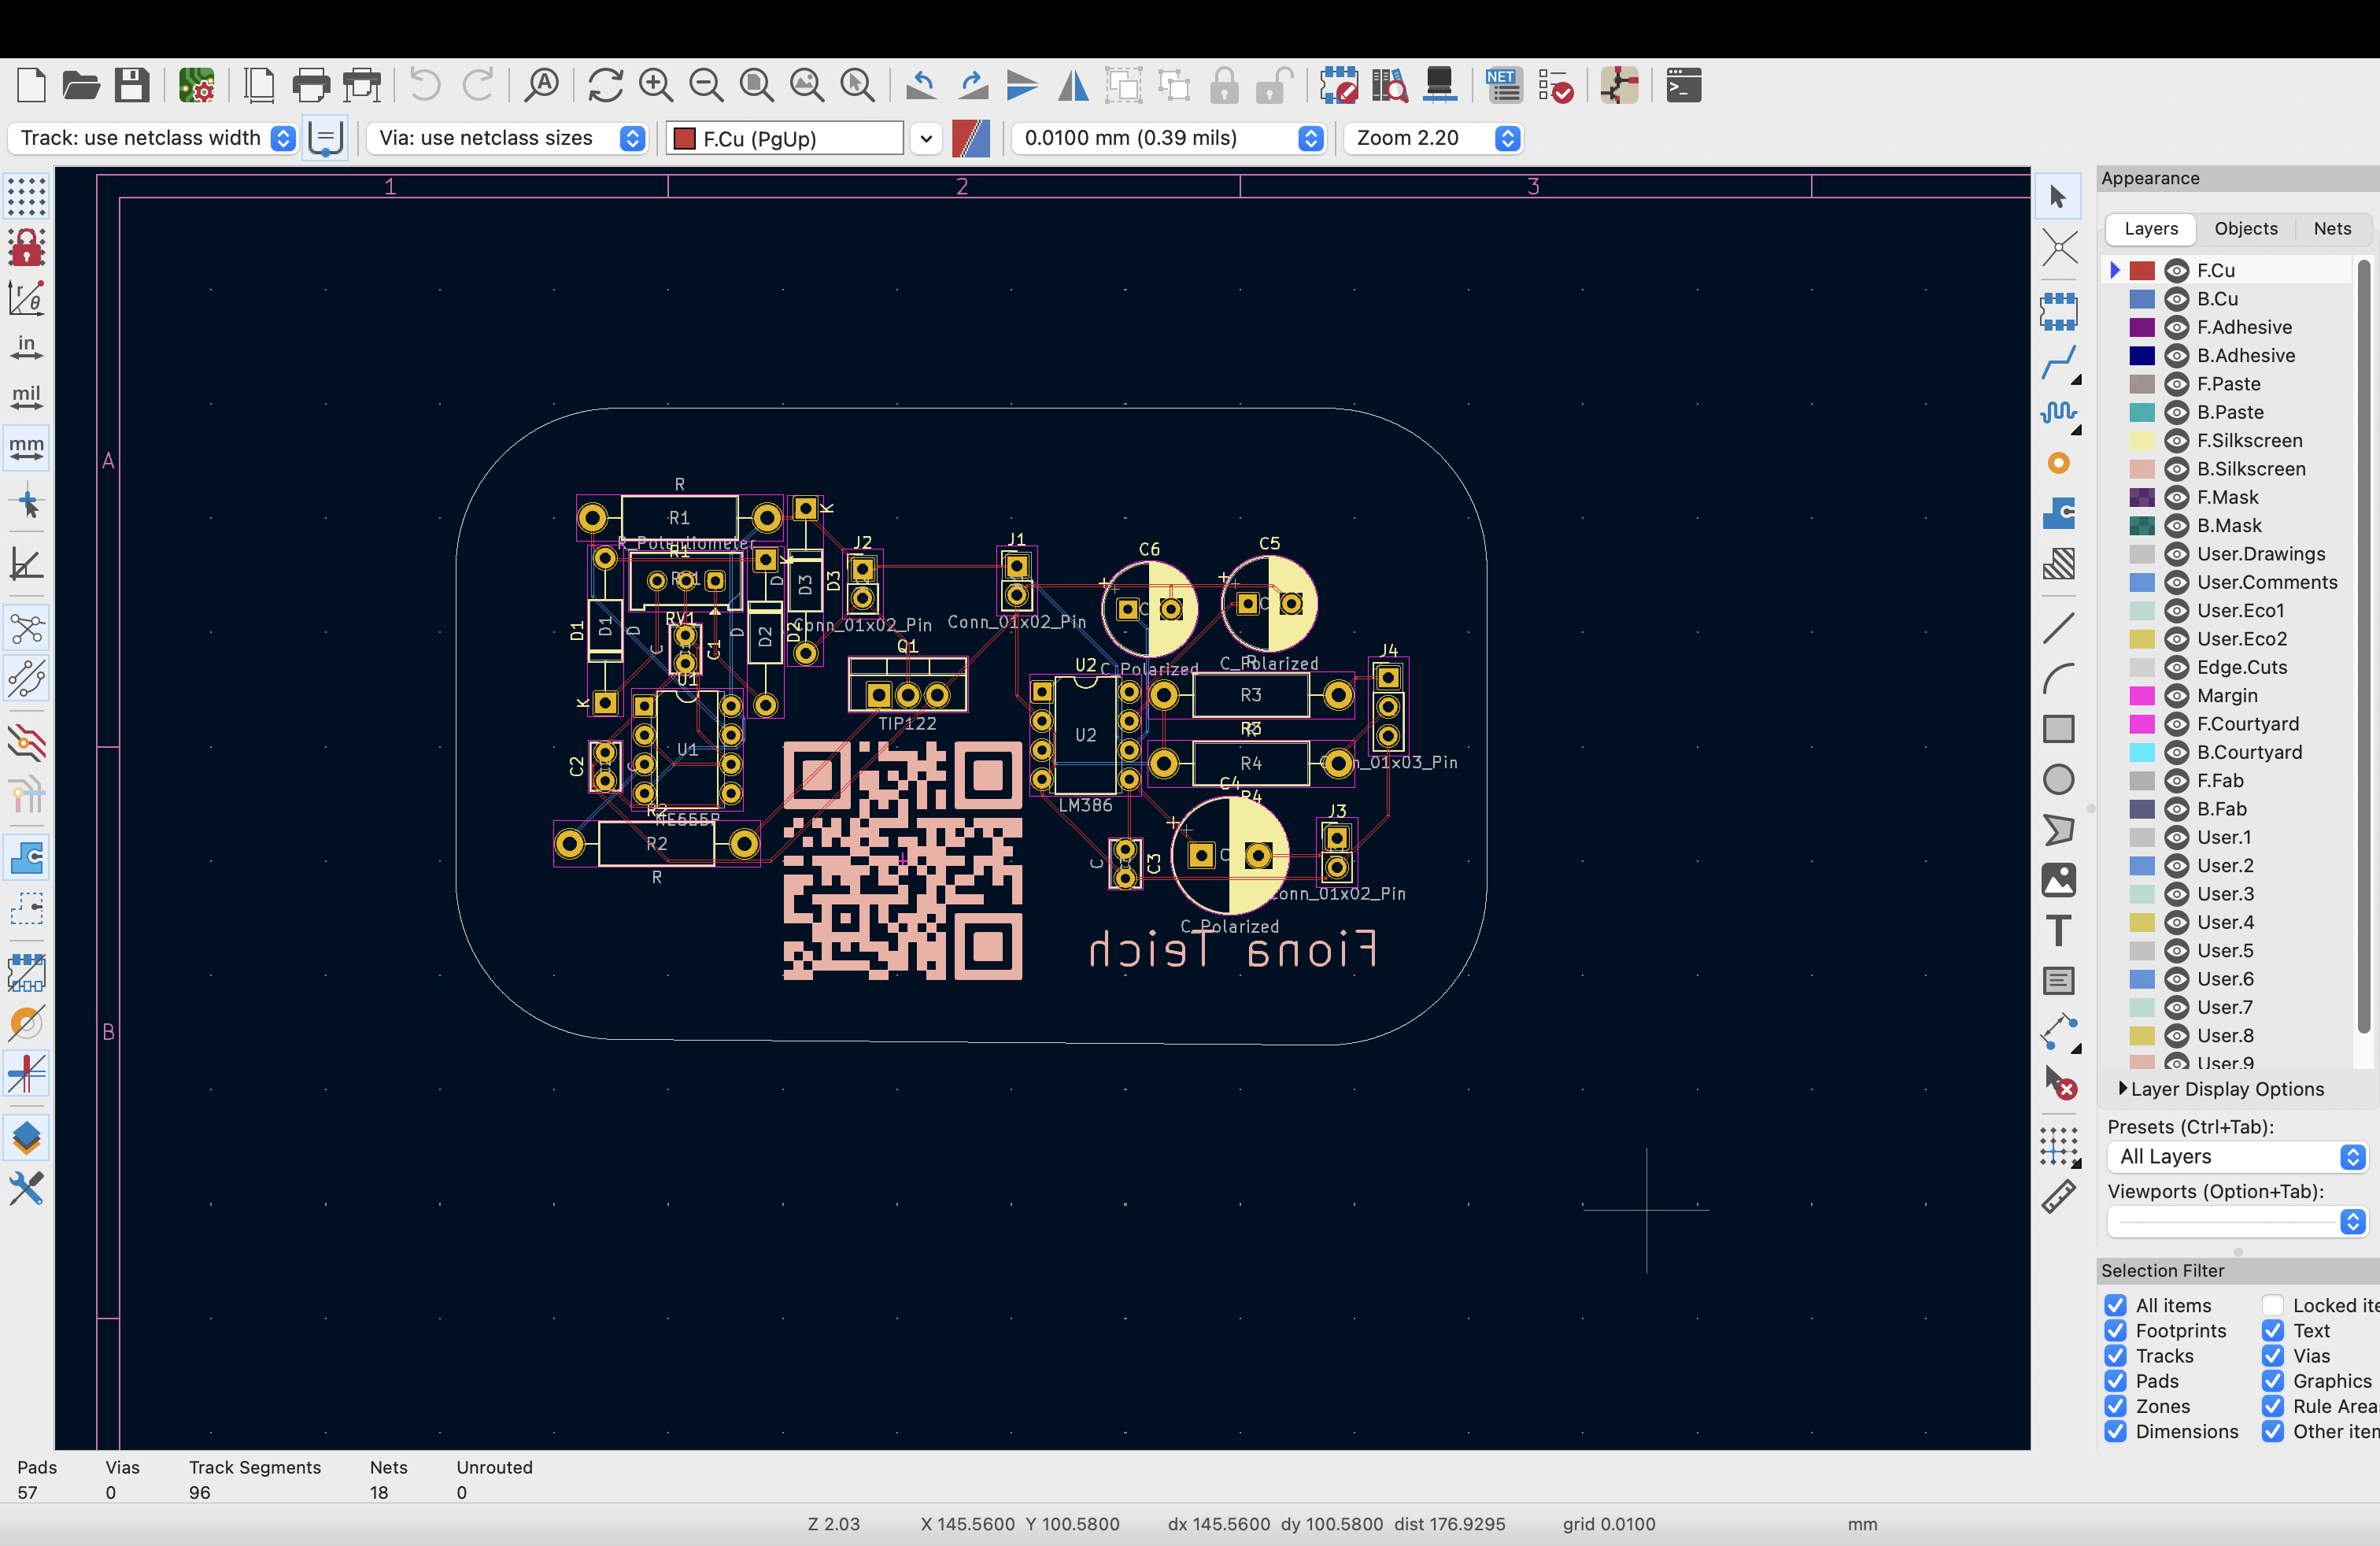 NET
Track: use netclass width
Via: use netclass sizes
F.Cu (PgUp)
0.0100 mm (0.39 mils)
Zoom 2.20
in
mil
mm
1
2
3
A
B
R
R1
R_Potentiometer
K
D3
D3
J2
Conn_01x02_Pin
J1
Conn_01x02_Pin
C6
C_Polarized
C5
C_Polarized
D1
D1
D
K
RV1
C1
D
D2
D2
Q1
TIP122
U1
U1
NE555P
C2
R2
R2
R
U2
U2
LM386
R3
R3
R4
R4
J4
Conn_01x03_Pin
C3
C
C4
C_Polarized
J3
Conn_01x02_Pin
Fiona Teich
Appearance
Layers
Objects
Nets
F.Cu
B.Cu
F.Adhesive
B.Adhesive
F.Paste
B.Paste
F.Silkscreen
B.Silkscreen
F.Mask
B.Mask
User.Drawings
User.Comments
User.Eco1
User.Eco2
Edge.Cuts
Margin
F.Courtyard
B.Courtyard
F.Fab
B.Fab
User.1
User.2
User.3
User.4
User.5
User.6
User.7
User.8
User.9
Layer Display Options
Presets (Ctrl+Tab):
All Layers
Viewports (Option+Tab):
Selection Filter
All items
Locked ite
Footprints
Text
Tracks
Vias
Pads
Graphics
Zones
Rule Area
Dimensions
Other iten
Pads
Vias
Track Segments
Nets
Unrouted
57
0
96
18
0
Z 2.03
X 145.5600 Y 100.5800
dx 145.5600 dy 100.5800 dist 176.9295
grid 0.0100
mm